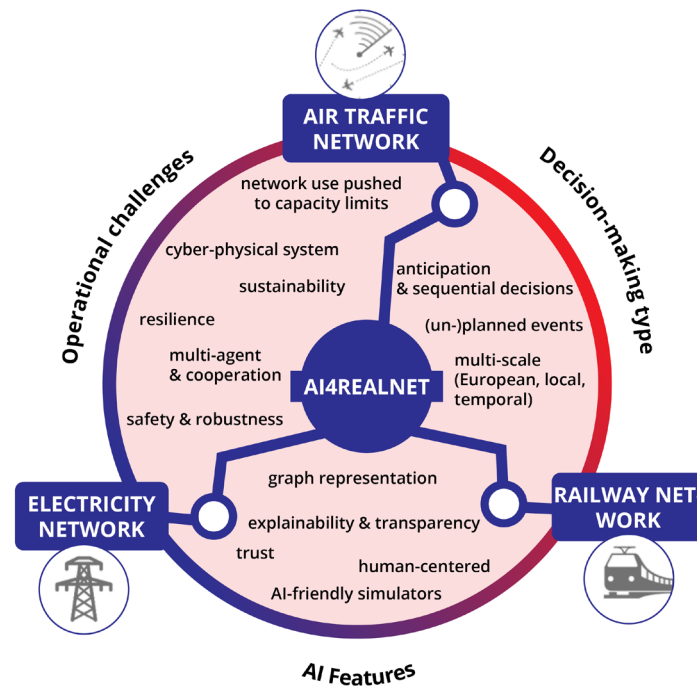 AIR TRAFFIC
NETWORK
Operational challenges
Decision-making type
network use pushed
to capacity limits
cyber-physical system
sustainability
resilience
multi-agent
& cooperation
safety & robustness
anticipation
& sequential decisions
(un-)planned events
multi-scale
(European, local,
temporal)
AI4REALNET
graph representation
explainability & transparency
trust
human-centered
AI-friendly simulators
ELECTRICITY
NETWORK
RAILWAY NET
WORK
AI Features